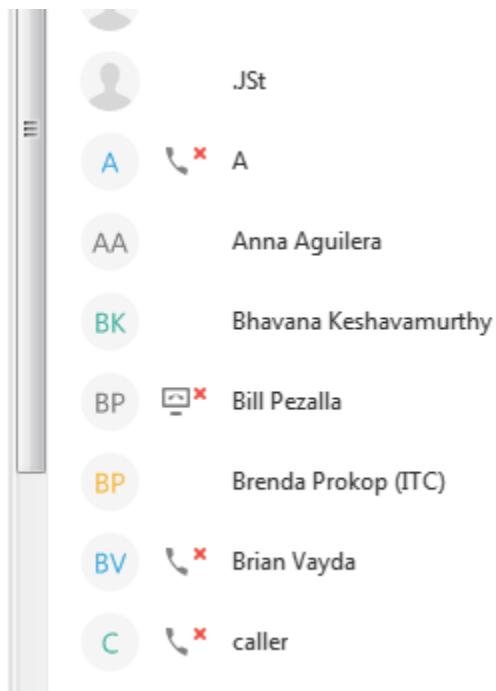 .JSt
A A
AA Anna Aguilera
BK Bhavana Keshavamurthy
BP Bill Pezalla
BP Brenda Prokop (ITC)
BV Brian Vayda
C caller